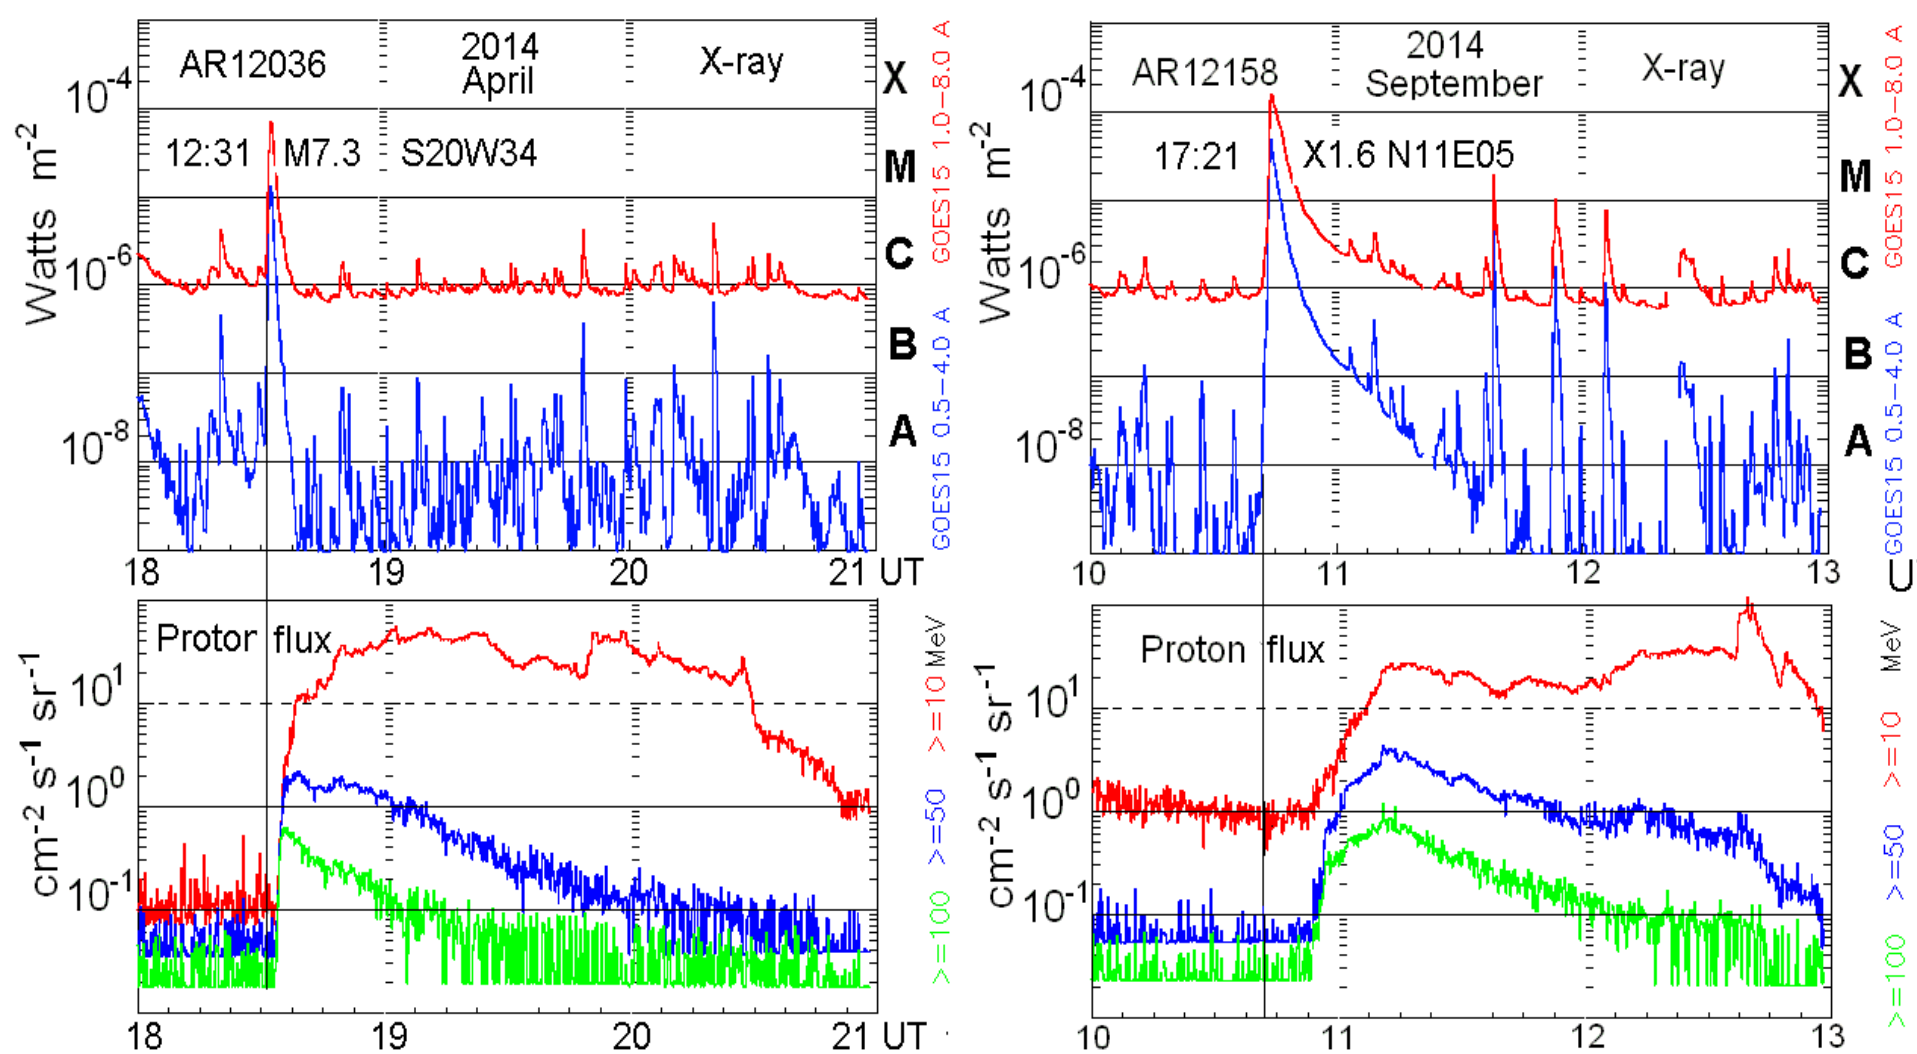 AR12036
2014
April
X-ray
12:31
M7.3
S20W34
10-4
10-6
10-8
Watts m-2
X
M
C
B
A
GOES15 0.5-4.0 A
GOES15 1.0-8.0 A
18
19
20
21 UT
Proton flux
101
100
10-1
cm-2 s-1 sr-1
>=100
>=50
>=10 MeV
18
19
20
21 UT
AR12158
2014
September
X-ray
17:21
X1.6 N11E05
10-4
10-6
10-8
Watts m-2
X
M
C
B
A
GOES15 0.5-4.0 A
GOES15 1.0-8.0 A
10
11
12
13
U
Proton flux
101
100
10-1
cm-2 s-1 sr-1
>=100
>=50
>=10
MeV
10
11
12
13